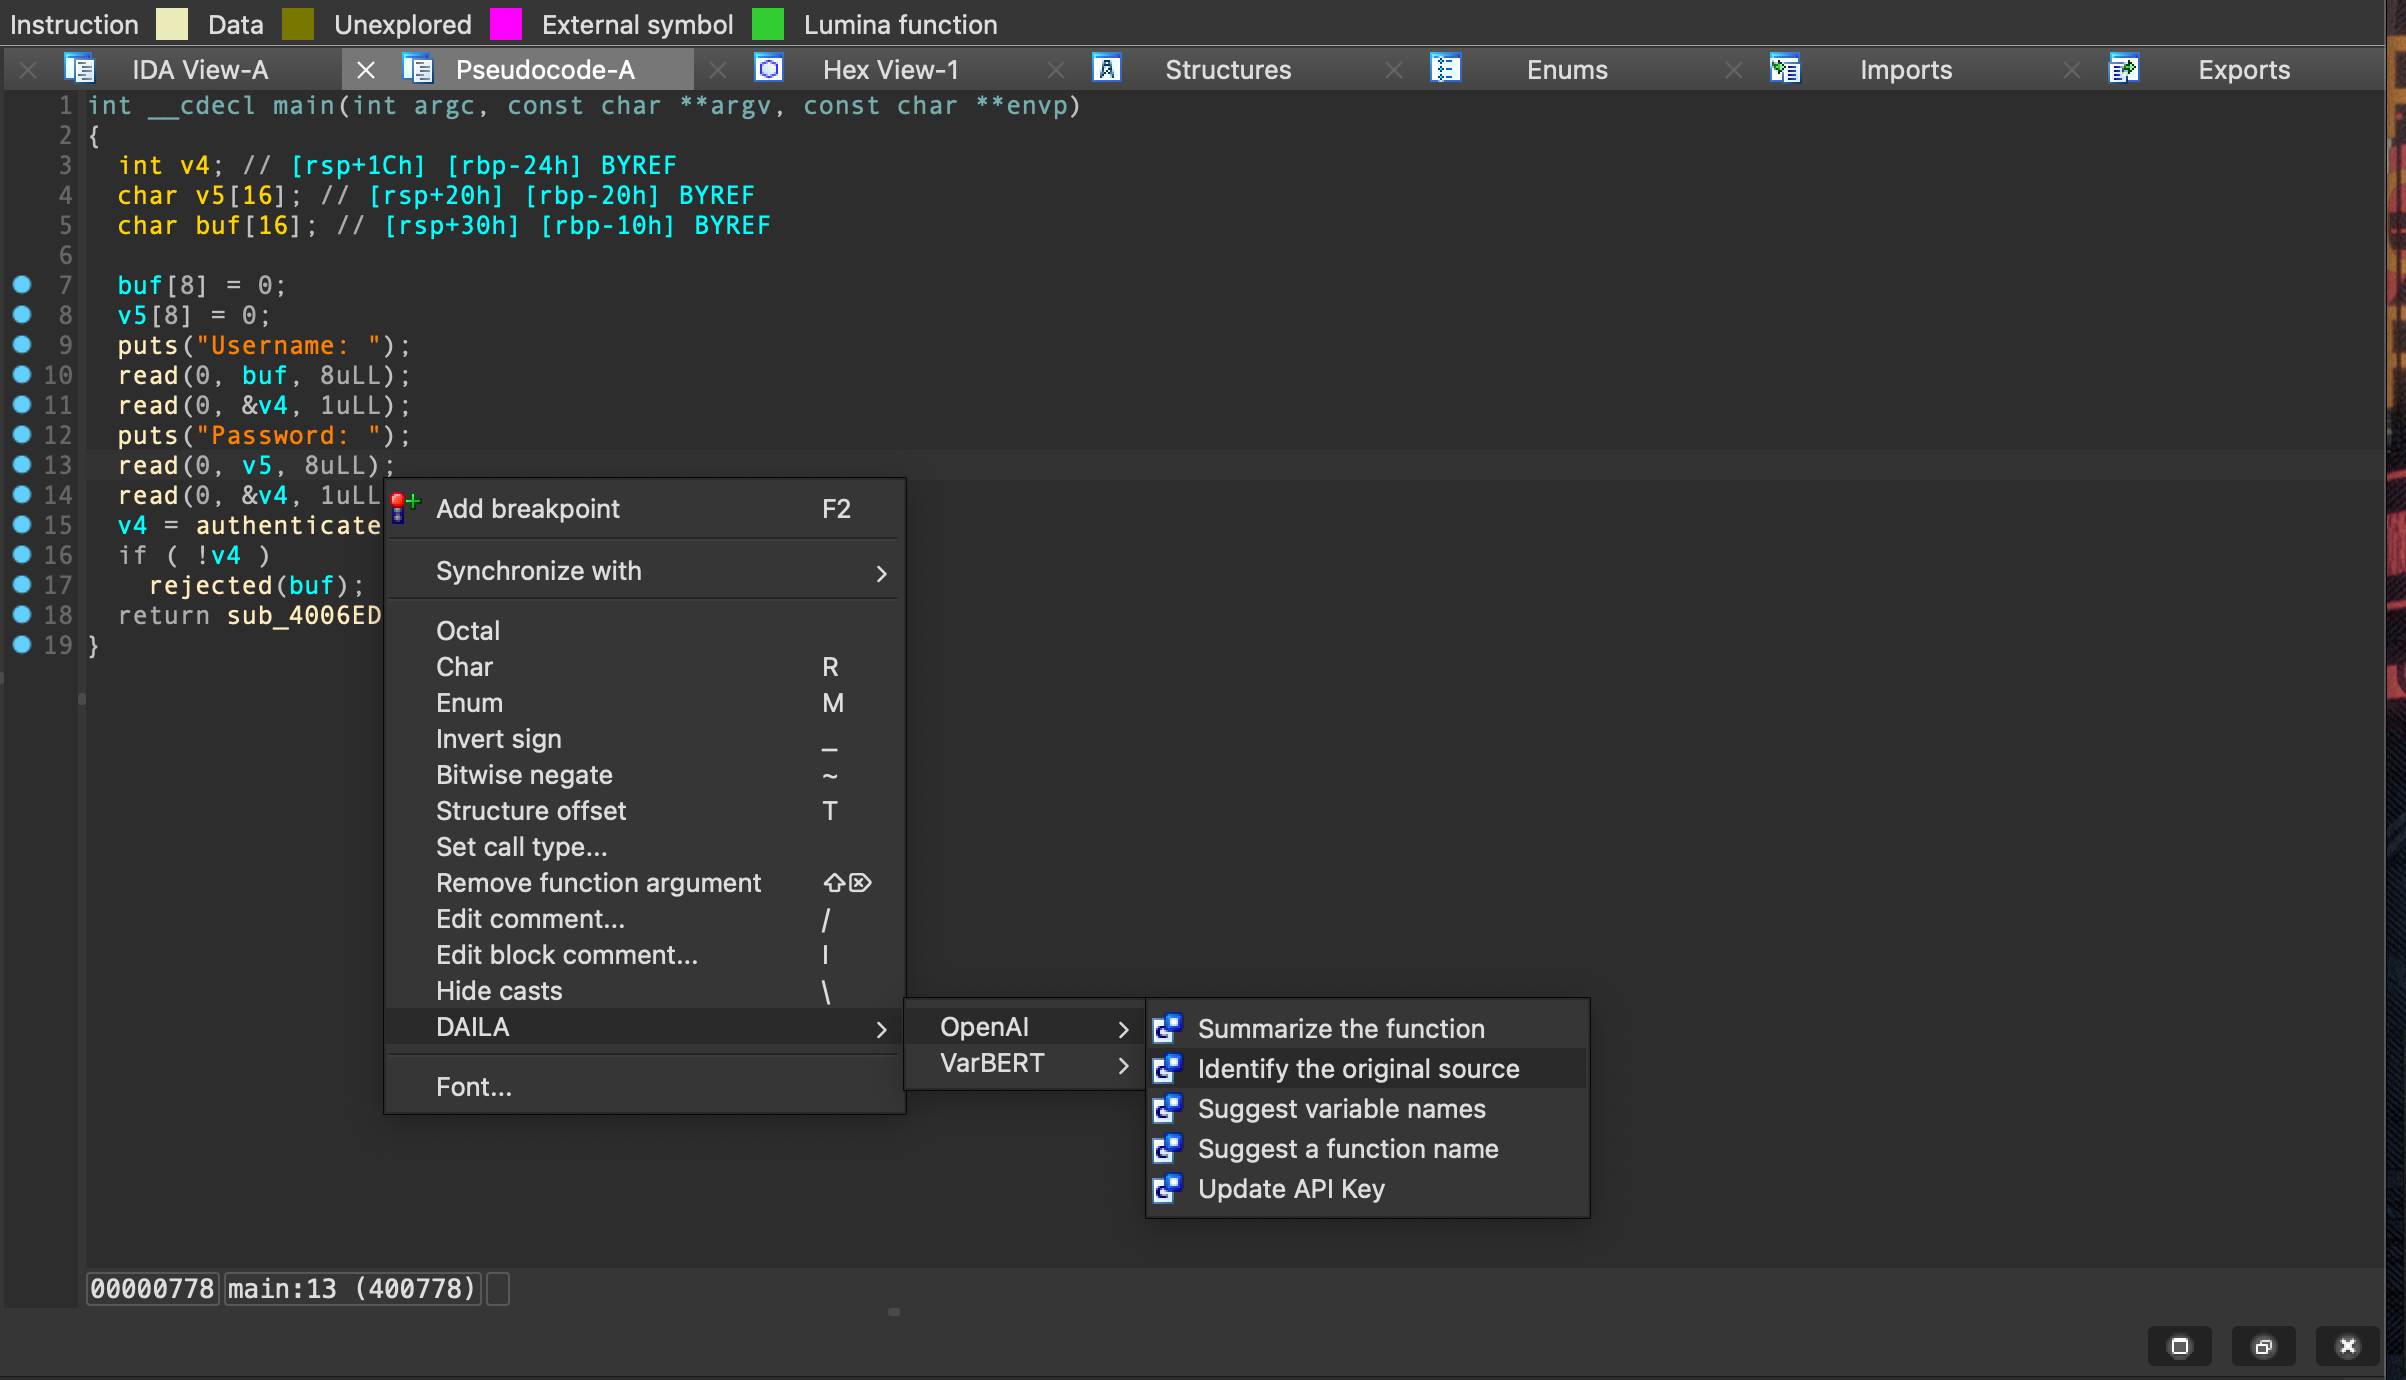 Instruction Data Unexplored External symbol Lumina function
IDA View-A Pseudocode-A Hex View-1 Structures Enums Imports Exports
1 int __cdecl main(int argc, const char **argv, const char **envp)
2 {
3 int v4; // [rsp+1Ch] [rbp-24h] BYREF
4 char v5[16]; // [rsp+20h] [rbp-20h] BYREF
5 char buf[16]; // [rsp+30h] [rbp-10h] BYREF
6
7 buf[8] = 0;
8 v5[8] = 0;
9 puts("Username: ");
10 read(0, buf, 8uLL);
11 read(0, &v4, 1uLL);
12 puts("Password: ");
13 read(0, v5, 8uLL);
14 read(0, &v4, 1uLL
15 v4 = authenticate
16 if ( !v4 )
17 rejected(buf);
18 return sub_4006ED
19 }
Add breakpoint F2
Synchronize with
Octal
Char R
Enum M
Invert sign _
Bitwise negate ~
Structure offset T
Set call type...
Remove function argument ⇧⌦
Edit comment... /
Edit block comment... I
Hide casts \
DAILA
Font...
OpenAI
VarBERT
Summarize the function
Identify the original source
Suggest variable names
Suggest a function name
Update API Key
00000778 main:13 (400778)